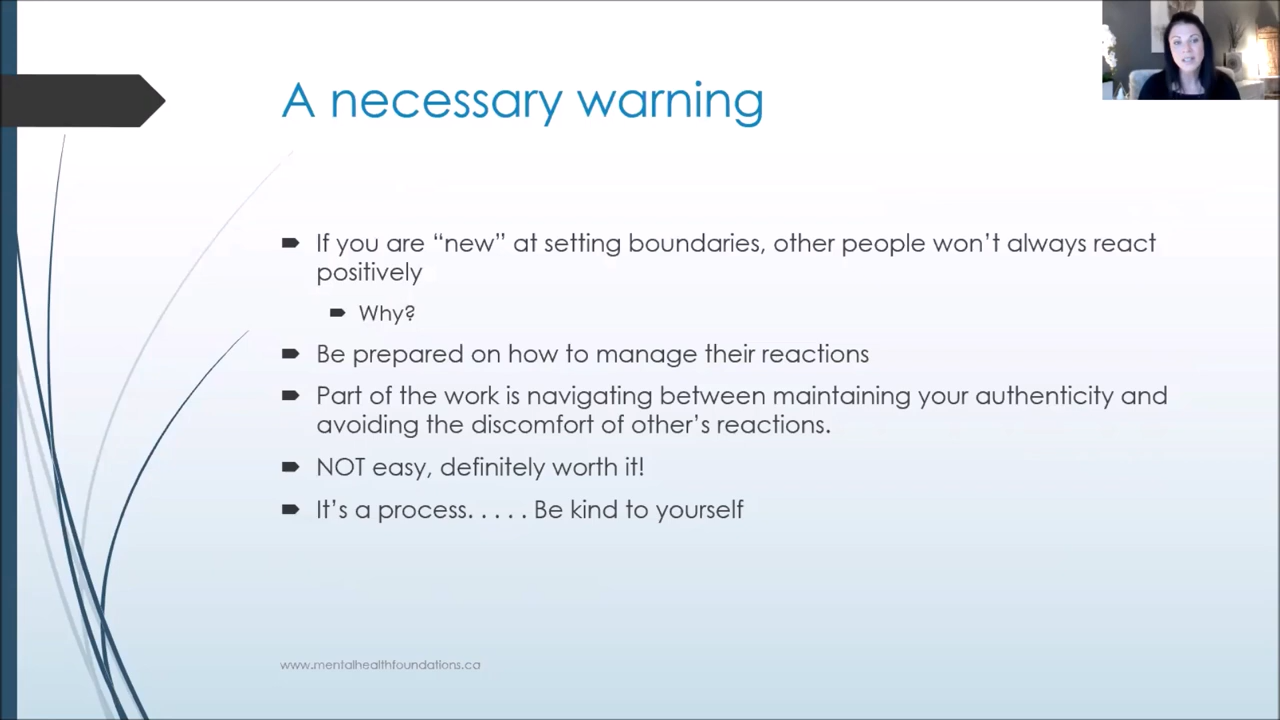 A necessary warning
If you are “new” at setting boundaries, other people won’t always react
positively
Why?
Be prepared on how to manage their reactions
Part of the work is navigating between maintaining your authenticity and
avoiding the discomfort of other’s reactions.
NOT easy, definitely worth it!
It’s a process. . . . . Be kind to yourself
www.mentalhealthfoundations.ca